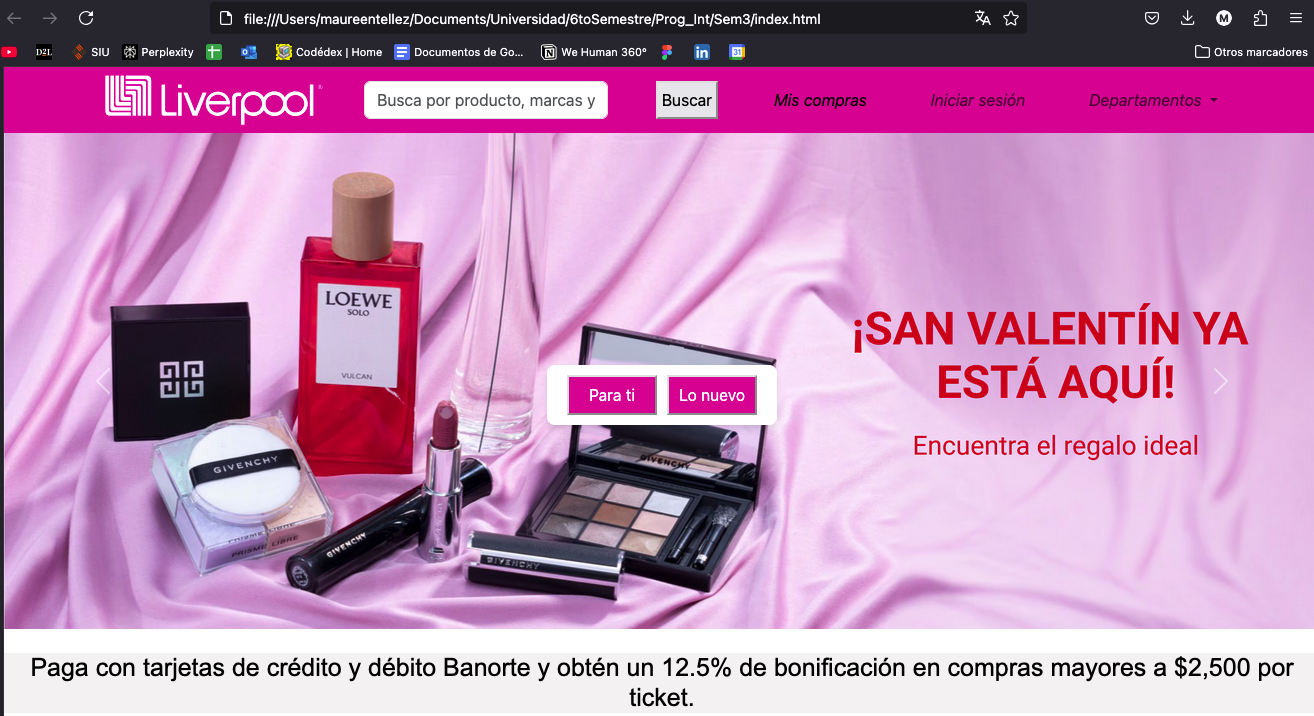 file:///Users/maureentellez/Documents/Universidad/6toSemestre/Prog_Int/Sem3/index.html
M
D2L SIU Perplexity Codédex | Home Documentos de Go... We Human 360° in 31 Otros marcadores
Liverpool® Busca por producto, marcas y Buscar Mis compras Iniciar sesión Departamentos
LOEWE
SOLO
VULCAN
¡SAN VALENTÍN YA
ESTÁ AQUÍ!
Para ti Lo nuevo
Encuentra el regalo ideal
GIVENCHY
GIVENCHY
PRISME LIBRE
PRISME LIBRE
GIVENCHY
GIVENCHY
Paga con tarjetas de crédito y débito Banorte y obtén un 12.5% de bonificación en compras mayores a $2,500 por
ticket.